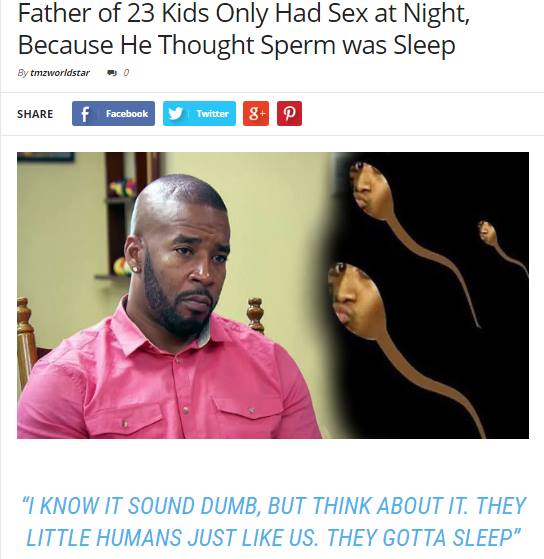 Father of 23 Kids Only Had Sex at Night,
Because He Thought Sperm was Sleep
By tmzworldstar 0
SHARE f Facebook Twitter g+
“I KNOW IT SOUND DUMB, BUT THINK ABOUT IT. THEY
LITTLE HUMANS JUST LIKE US. THEY GOTTA SLEEP”